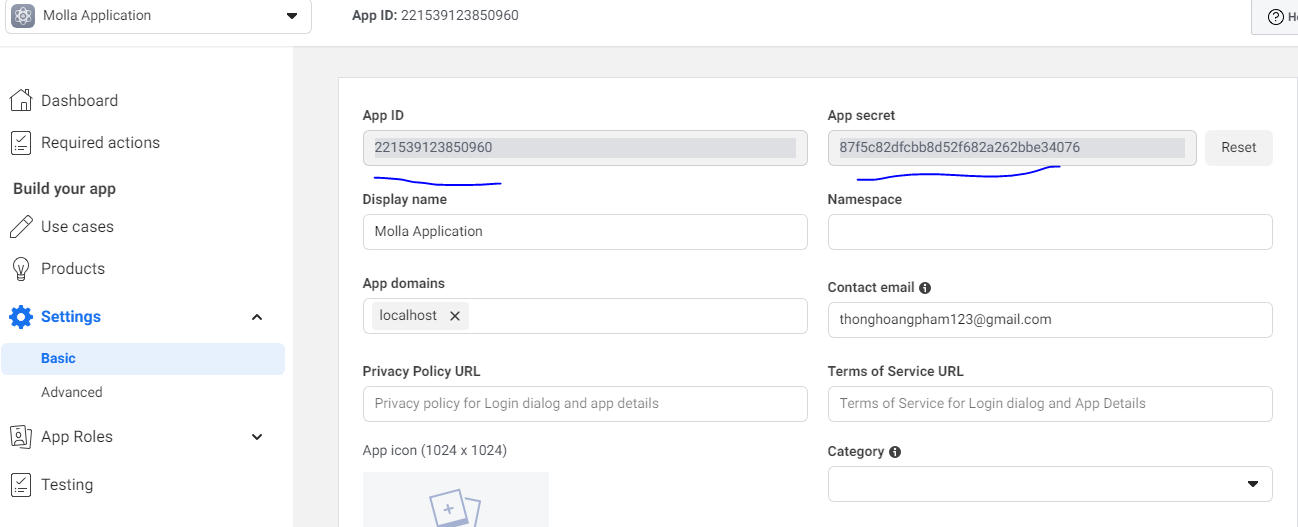 Molla Application
App ID: 221539123850960
Dashboard
Required actions
Build your app
Use cases
Products
Settings
Basic
Advanced
App Roles
Testing
App ID
221539123850960
App secret
87f5c82dfcbb8d52f682a262bbe34076
Reset
Display name
Molla Application
Namespace
App domains
localhost
Contact email
thonghoangpham123@gmail.com
Privacy Policy URL
Privacy policy for Login dialog and app details
Terms of Service URL
Terms of Service for Login dialog and App Details
App icon (1024 x 1024)
Category